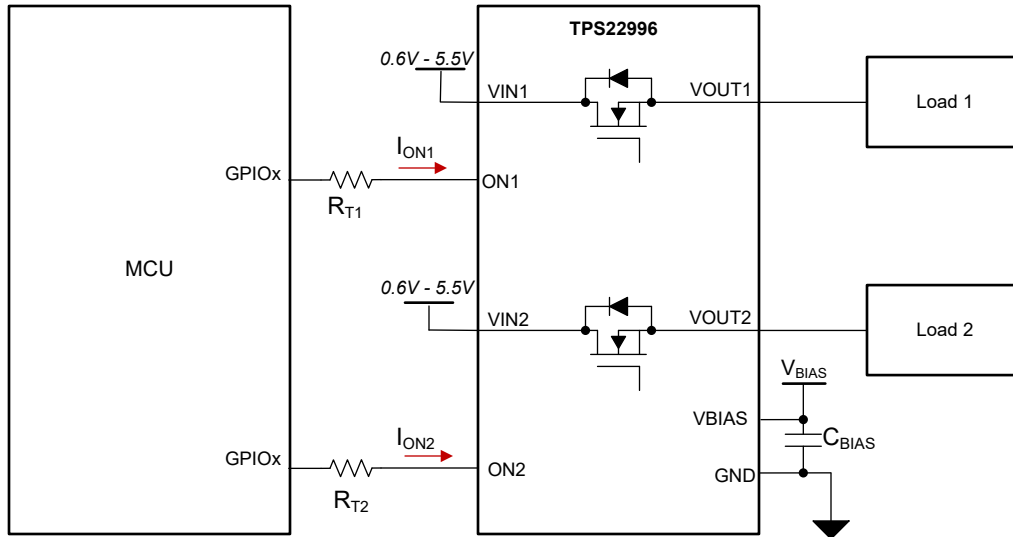 TPS22996
0.6V - 5.5V
VIN1
VOUT1
Load 1
I_ON1
GPIOx
ON1
R_T1
MCU
0.6V - 5.5V
VIN2
VOUT2
Load 2
V_BIAS
VBIAS
C_BIAS
I_ON2
GPIOx
ON2
GND
R_T2